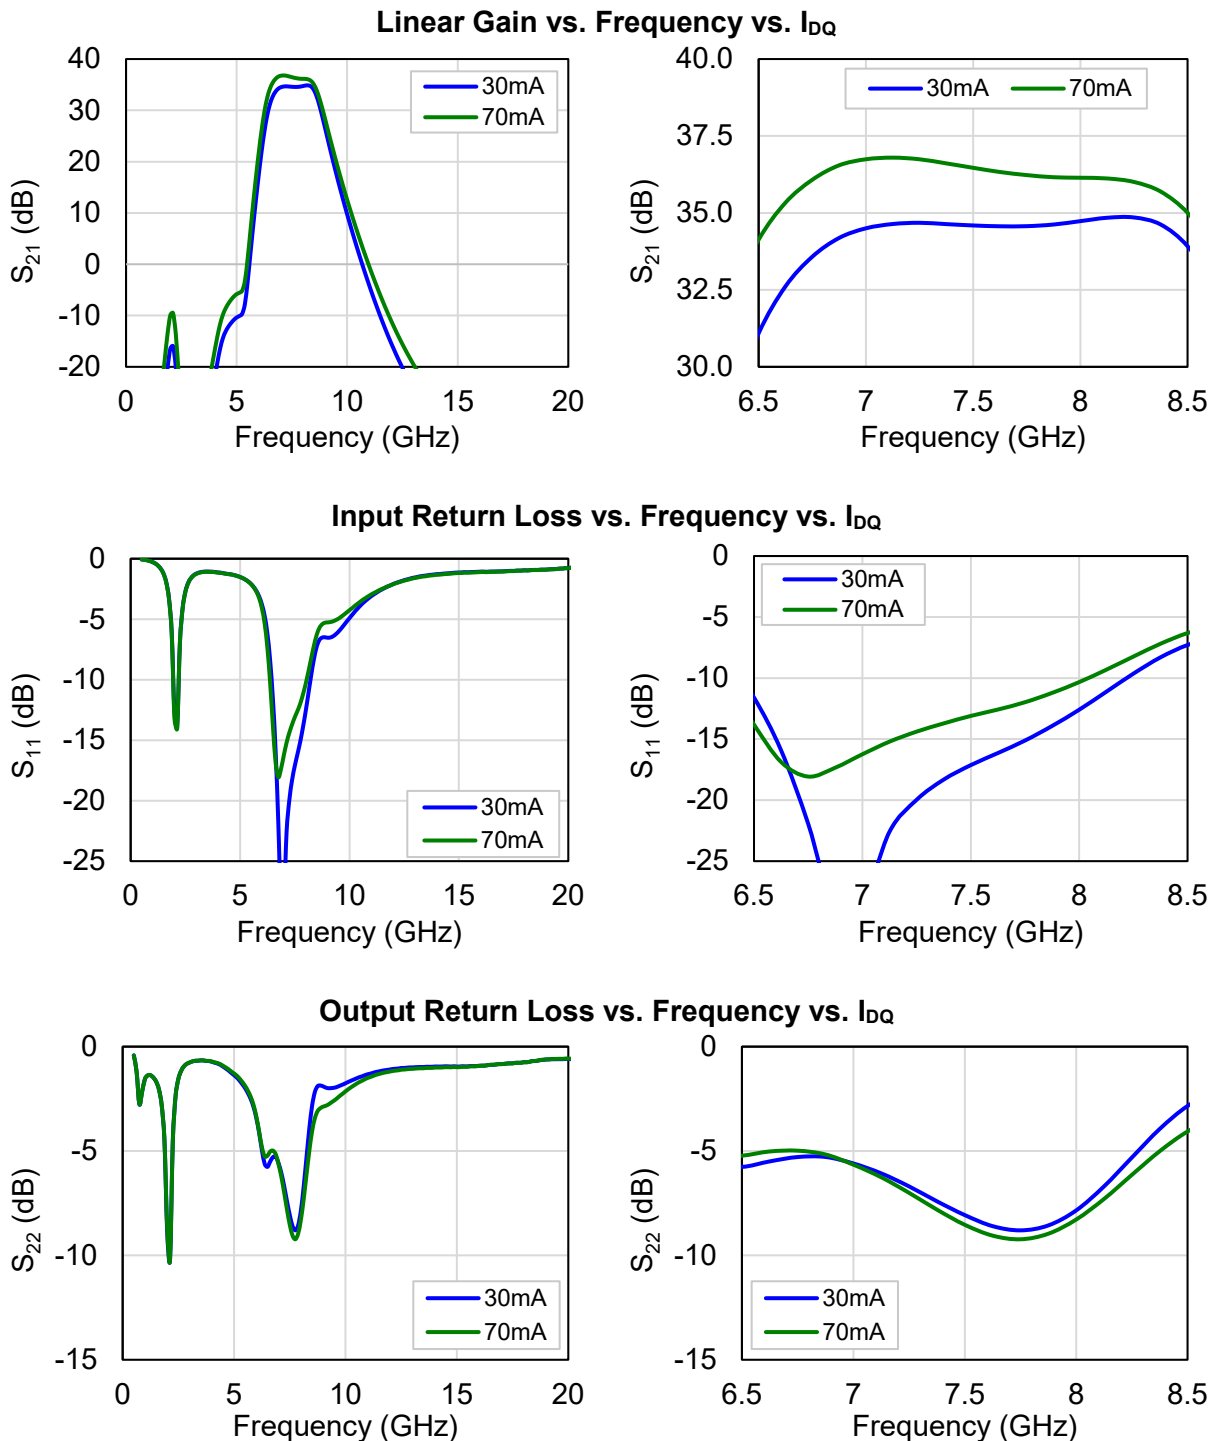 Linear Gain vs. Frequency vs. IDQ
40
30
20
10
0
-10
-20
S21 (dB)
30mA
70mA
0 5 10 15 20
Frequency (GHz)
40.0
37.5
35.0
32.5
30.0
S21 (dB)
30mA 70mA
6.5 7 7.5 8 8.5
Frequency (GHz)
Input Return Loss vs. Frequency vs. IDQ
0
-5
-10
-15
-20
-25
S11 (dB)
30mA
70mA
0 5 10 15 20
Frequency (GHz)
0
-5
-10
-15
-20
-25
S11 (dB)
30mA
70mA
6.5 7 7.5 8 8.5
Frequency (GHz)
Output Return Loss vs. Frequency vs. IDQ
0
-5
-10
-15
S22 (dB)
30mA
70mA
0 5 10 15 20
Frequency (GHz)
0
-5
-10
-15
S22 (dB)
30mA
70mA
6.5 7 7.5 8 8.5
Frequency (GHz)